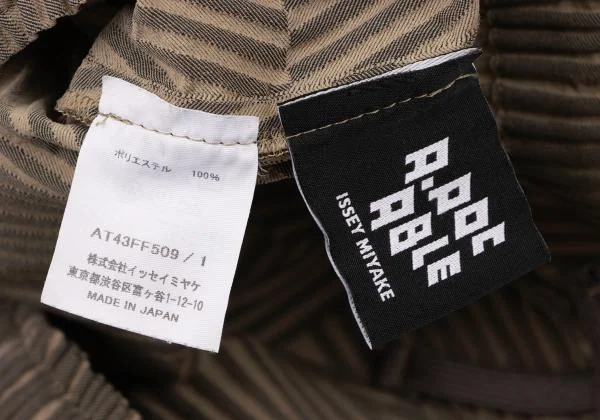 ポリエステル 100%
AT43FF509 / 1
株式会社イッセイミヤケ
東京都渋谷区富ヶ谷1-12-10
MADE IN JAPAN
A-POC
ABLE
ISSEY MIYAKE